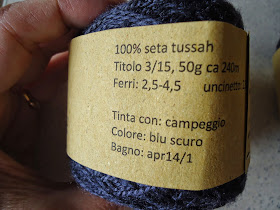 100% seta tussah
Titolo 3/15, 50g ca 240m
Ferri: 2,5-4,5 uncinetto
Tinta con: campeggio
Colore: blu scuro
Bagno: apr14/1